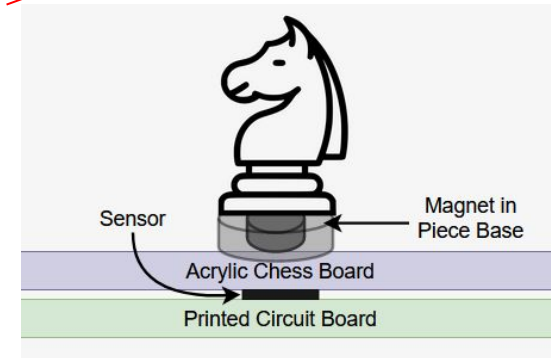 Sensor
Magnet in
Piece Base
Acrylic Chess Board
Printed Circuit Board